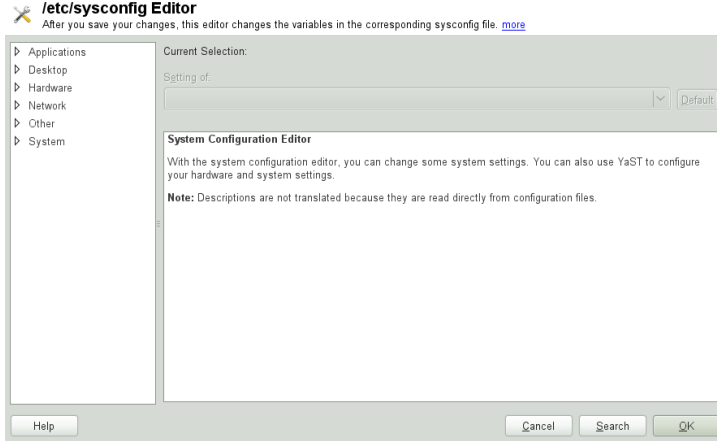 /etc/sysconfig Editor
After you save your changes, this editor changes the variables in the corresponding sysconfig file. more
Applications
Desktop
Hardware
Network
Other
System
Current Selection:
Setting of:
Default
System Configuration Editor
With the system configuration editor, you can change some system settings. You can also use YaST to configure
your hardware and system settings.
Note: Descriptions are not translated because they are read directly from configuration files.
Help
Cancel
Search
OK